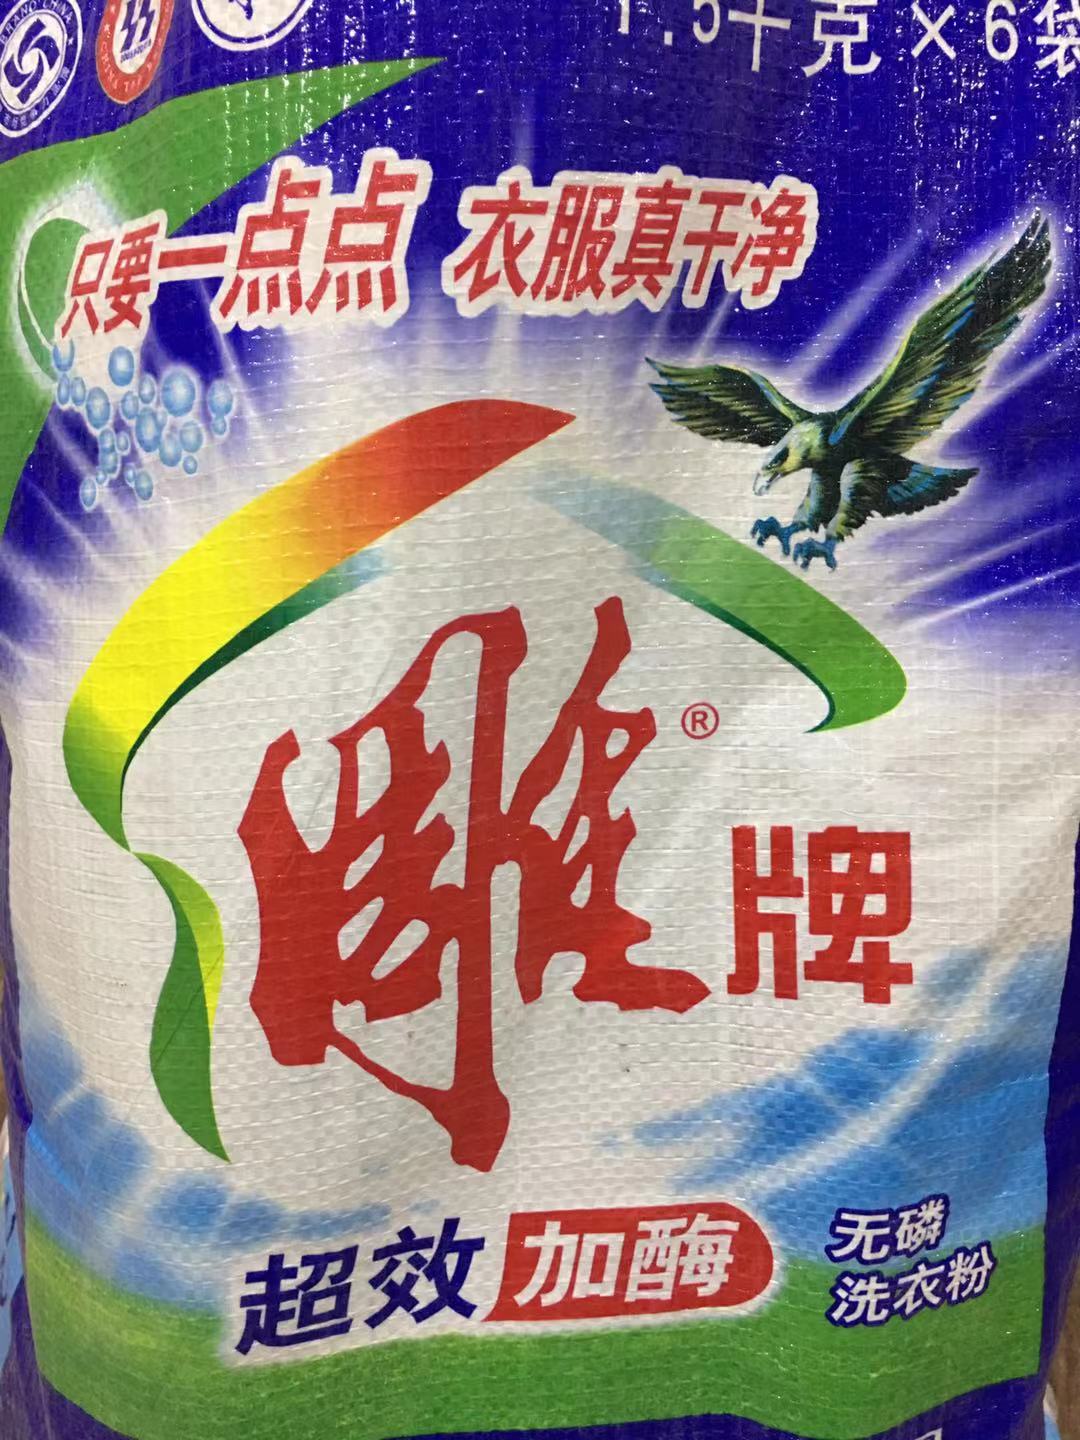 1.5千克×6袋
只要一点点 衣服真干净
雕®
牌
超效 加酶
无磷
洗衣粉